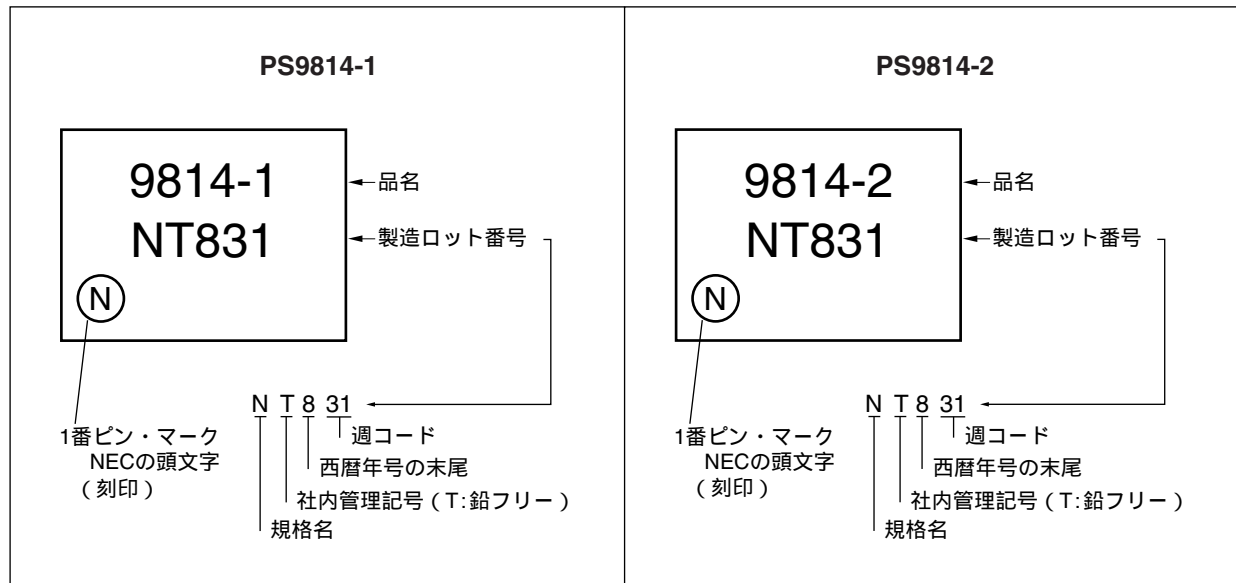 PS9814-1
9814-1
品名
NT831
製造ロット番号
N
N T 8 31
1番ピン・マーク
NECの頭文字
(刻印)
週コード
西暦年号の末尾
社内管理記号(T:鉛フリー)
規格名
PS9814-2
9814-2
品名
NT831
製造ロット番号
N
N T 8 31
1番ピン・マーク
NECの頭文字
(刻印)
週コード
西暦年号の末尾
社内管理記号(T:鉛フリー)
規格名